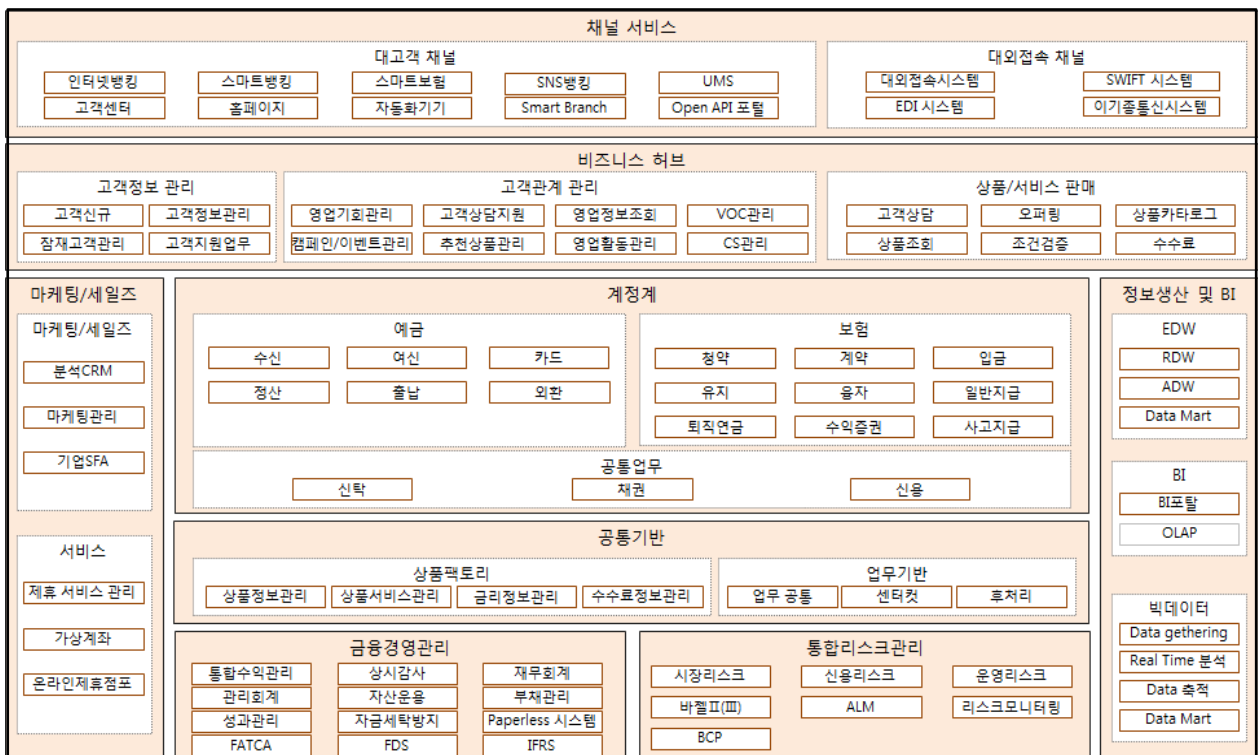 채널 서비스
대고객 채널
인터넷뱅킹 스마트뱅킹 스마트보험 SNS뱅킹 UMS
고객센터 홈페이지 자동화기기 Smart Branch Open API 포털
대외접속 채널
대외접속시스템 SWIFT 시스템
EDI 시스템 이기종통신시스템
비즈니스 허브
고객정보 관리
고객신규 고객정보관리
잠재고객관리 고객지원업무
고객관계 관리
영업기회관리 고객상담지원 영업정보조회 VOC관리
캠페인/이벤트관리 추천상품관리 영업활동관리 CS관리
상품/서비스 판매
고객상담 오퍼링 상품카타로그
상품조회 조건검증 수수료
마케팅/세일즈
마케팅/세일즈
분석CRM
마케팅관리
기업SFA
서비스
제휴 서비스 관리
가상계좌
온라인제휴점포
계정계
예금
수신 여신 카드
정산 출납 외환
보험
청약 계약 입금
유지 융자 일반지급
퇴직연금 수익증권 사고지급
공통업무
신탁 채권 신용
공통기반
상품팩토리
상품정보관리 상품서비스관리 금리정보관리 수수료정보관리
업무기반
업무 공통 센터컷 후처리
금융경영관리
통합수익관리 상시감사 재무회계
관리회계 자산운용 부채관리
성과관리 자금세탁방지 Paperless 시스템
FATCA FDS IFRS
통합리스크관리
시장리스크 신용리스크 운영리스크
바젤Ⅱ(Ⅲ) ALM 리스크모니터링
BCP
정보생산 및 BI
EDW
RDW
ADW
Data Mart
BI
BI포탈
OLAP
빅데이터
Data gethering
Real Time 분석
Data 축적
Data Mart